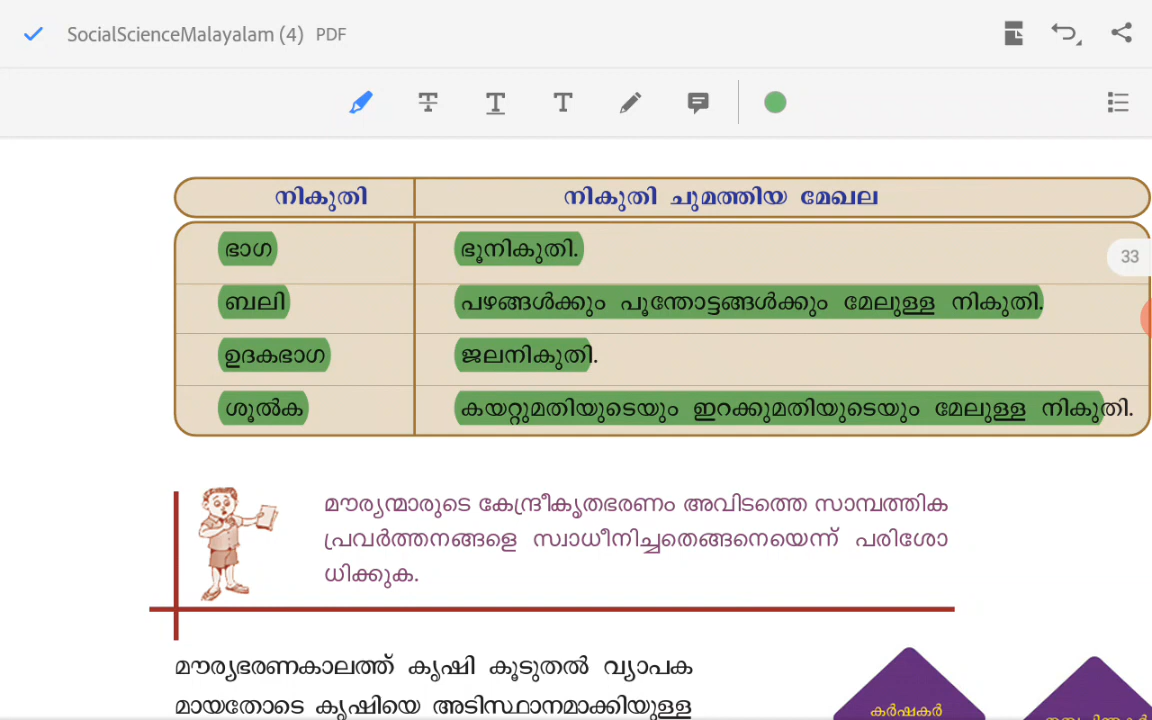 SocialScienceMalayalam (4) PDF
നികുതി നികുതി ചുമത്തിയ മേഖല
33
ഭാഗ ഭൂനികുതി.
ബലി പഴങ്ങൾക്കും പൂന്തോട്ടങ്ങൾക്കും മേലുള്ള നികുതി.
ഉദകഭാഗ ജലനികുതി.
ശൂൽക കയറ്റുമതിയുടെയും ഇറക്കുമതിയുടെയും മേലുള്ള നികുതി.
മൗര്യന്മാരുടെ കേന്ദ്രീകൃതഭരണം അവിടത്തെ സാമ്പത്തിക
പ്രവർത്തനങ്ങളെ സ്വാധീനിച്ചതെങ്ങനെയെന്ന് പരിശോ
ധിക്കുക.
മൗര്യഭരണകാലത്ത് കൃഷി കൂടുതൽ വ്യാപക
മായതോടെ കൃഷിയെ അടിസ്ഥാനമാക്കിയുള്ള
കർഷകർ